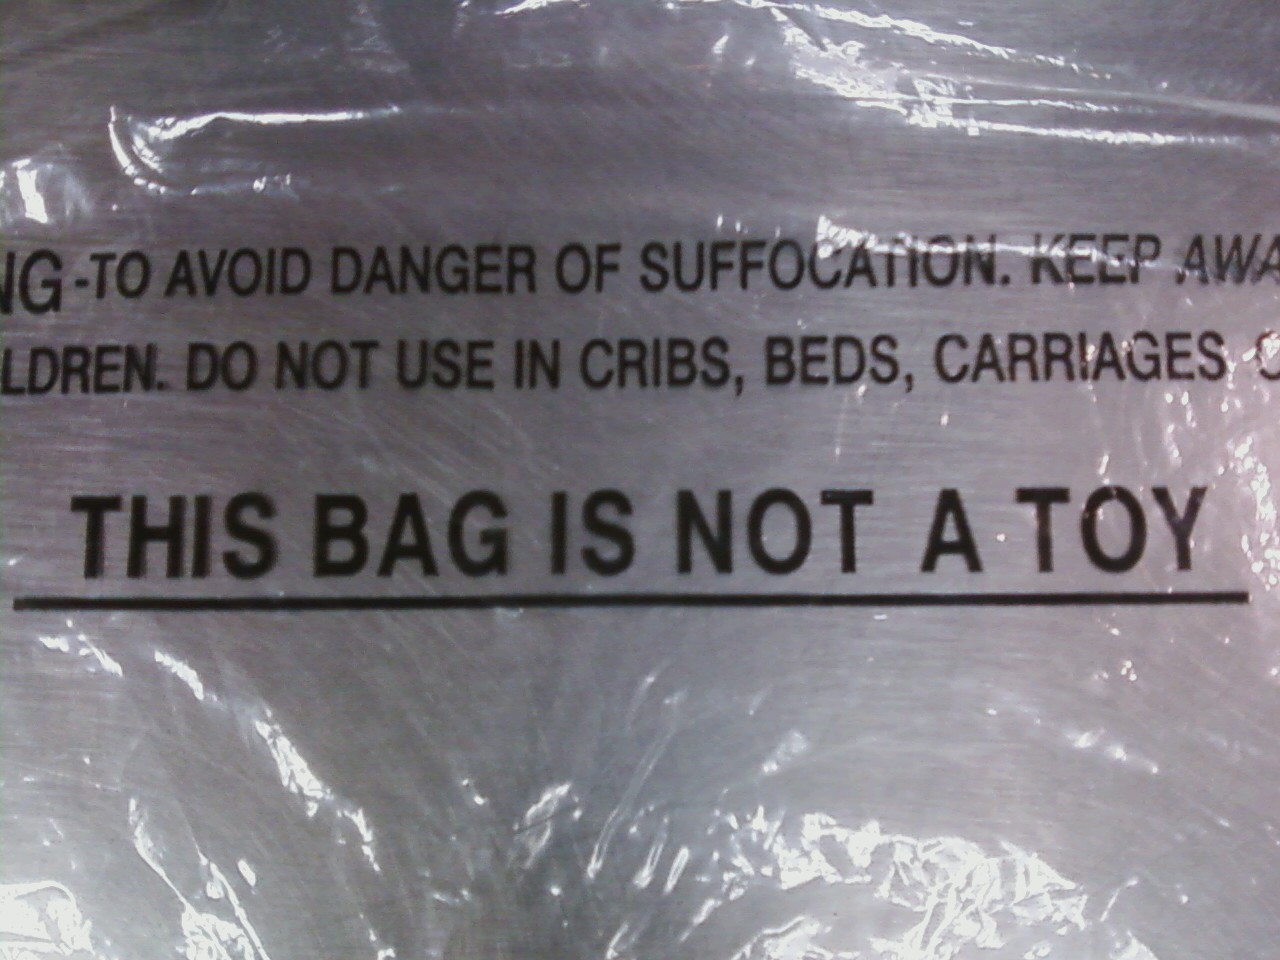 NG-TO AVOID DANGER OF SUFFOCATION. KEEP AWA
LDREN. DO NOT USE IN CRIBS, BEDS, CARRIAGES
THIS BAG IS NOT A TOY